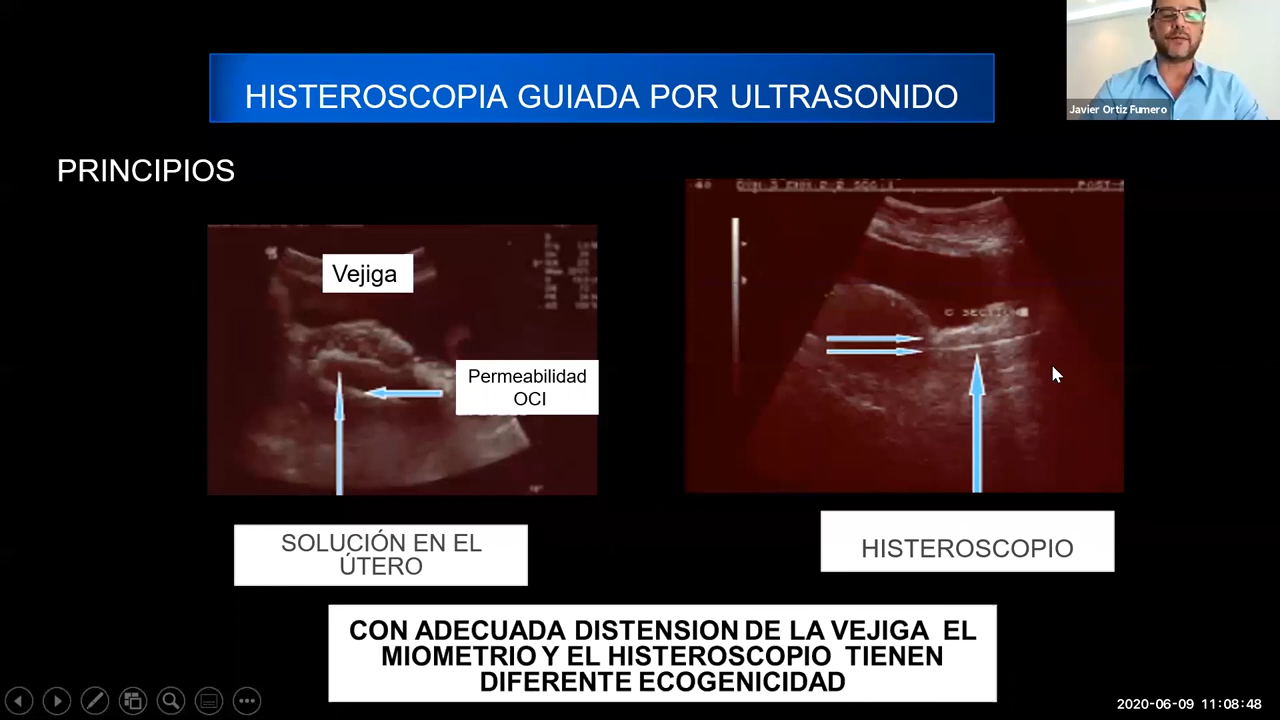 Javier Ortiz Fumero
HISTEROSCOPIA GUIADA POR ULTRASONIDO
PRINCIPIOS
Vejiga
Permeabilidad
OCI
SOLUCIÓN EN EL
ÚTERO
HISTEROSCOPIO
CON ADECUADA DISTENSION DE LA VEJIGA EL
MIOMETRIO Y EL HISTEROSCOPIO TIENEN
DIFERENTE ECOGENICIDAD
2020-06-09 11:08:48